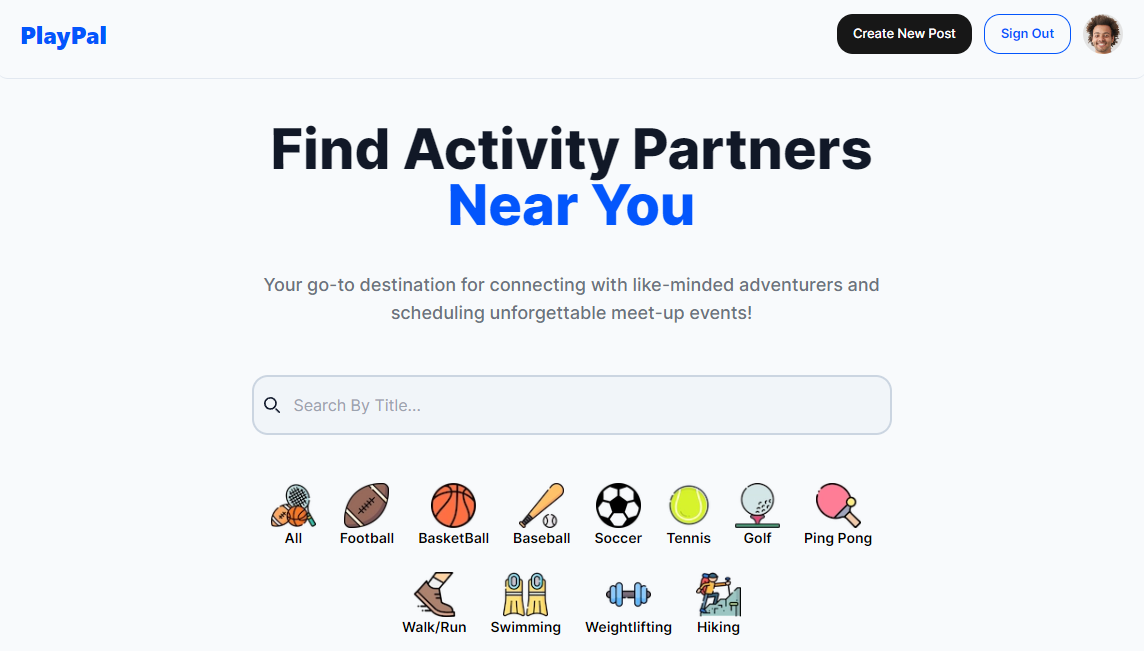 PlayPal
Create New Post
Sign Out
Find Activity Partners
Near You
Your go-to destination for connecting with like-minded adventurers and
scheduling unforgettable meet-up events!
Search By Title...
All
Football
BasketBall
Baseball
Soccer
Tennis
Golf
Ping Pong
Walk/Run
Swimming
Weightlifting
Hiking